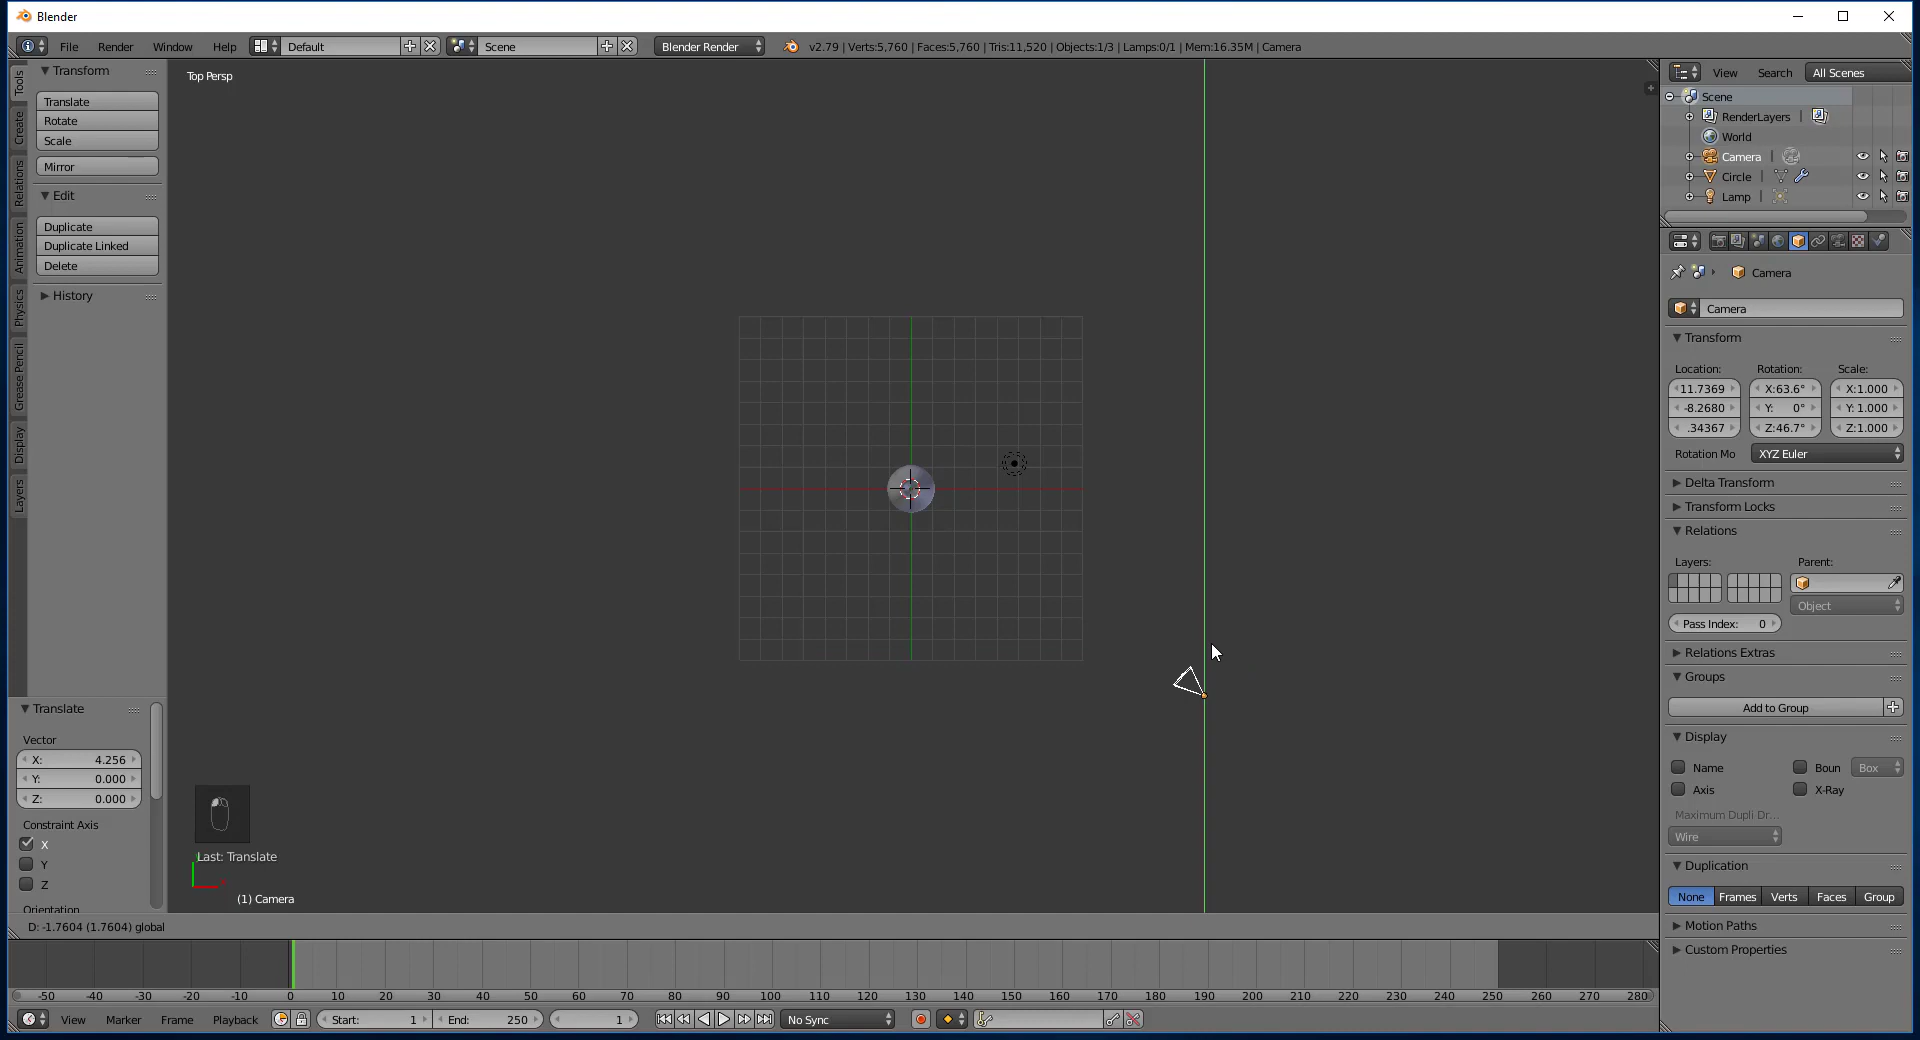 Blender
File Render Window Help Default Scene Blender Render v2.79 | Verts:5,760 | Faces:5,760 | Tris:11,520 | Objects:1/3 | Lamps:0/1 | Mem:16.35M | Camera
Tools
Create
Relations
Animation
Physics
Grease Pencil
Display
Layers
Transform
Translate
Rotate
Scale
Mirror
Edit
Duplicate
Duplicate Linked
Delete
History
Translate
Vector
X: 4.256
Y: 0.000
Z: 0.000
Constraint Axis
X
Y
Z
Orientation
Top Persp
Last: Translate
(1) Camera
D: -1.7604 (1.7604) global
View Search All Scenes
Scene
RenderLayers
World
Camera
Circle
Lamp
Camera
Camera
Transform
Location: Rotation: Scale:
11.7369 X:63.6° X:1.000
-8.2680 Y: 0° Y: 1.000
.34367 Z:46.7° Z:1.000
Rotation Mo XYZ Euler
Delta Transform
Transform Locks
Relations
Layers: Parent:
Object
Pass Index: 0
Relations Extras
Groups
Add to Group
Display
Name Boun Box
Axis X-Ray
Maximum Dupli Dr...
Wire
Duplication
None Frames Verts Faces Group
Motion Paths
Custom Properties
-50 -40 -30 -20 -10 0 10 20 30 40 50 60 70 80 90 100 110 120 130 140 150 160 170 180 190 200 210 220 230 240 250 260 270 280
View Marker Frame Playback Start: 1 End: 250 1 No Sync